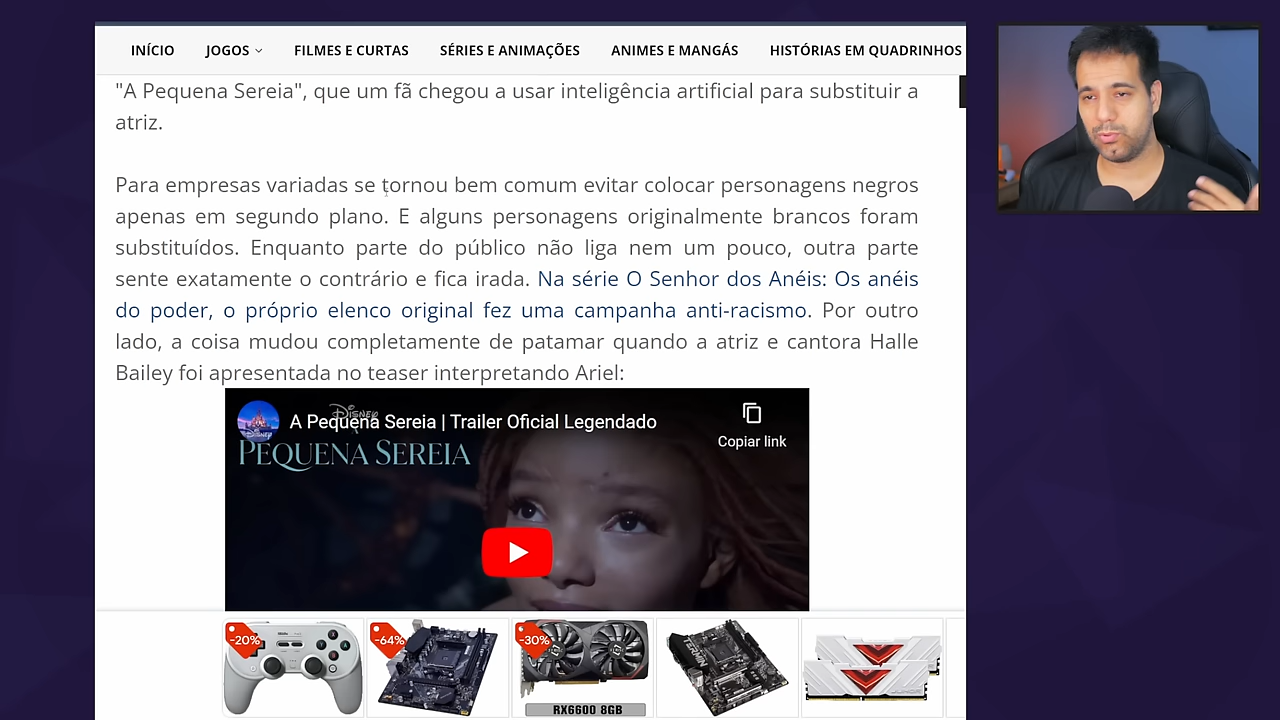 INÍCIO JOGOS FILMES E CURTAS SÉRIES E ANIMAÇÕES ANIMES E MANGÁS HISTÓRIAS EM QUADRINHOS
"A Pequena Sereia", que um fã chegou a usar inteligência artificial para substituir a
atriz.
Para empresas variadas se tornou bem comum evitar colocar personagens negros
apenas em segundo plano. E alguns personagens originalmente brancos foram
substituídos. Enquanto parte do público não liga nem um pouco, outra parte
sente exatamente o contrário e fica irada. Na série O Senhor dos Anéis: Os anéis
do poder, o próprio elenco original fez uma campanha anti-racismo. Por outro
lado, a coisa mudou completamente de patamar quando a atriz e cantora Halle
Bailey foi apresentada no teaser interpretando Ariel:
DISNEY
A Pequena Sereia | Trailer Oficial Legendado
Copiar link
PEQUENA SEREIA
-20% -64% -30%
RX6600 8GB